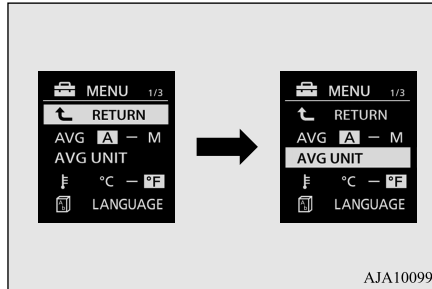 MENU 1/3
RETURN
AVG A – M
AVG UNIT
°C – °F
LANGUAGE
MENU 1/3
RETURN
AVG A – M
AVG UNIT
°C – °F
LANGUAGE
AJA10099